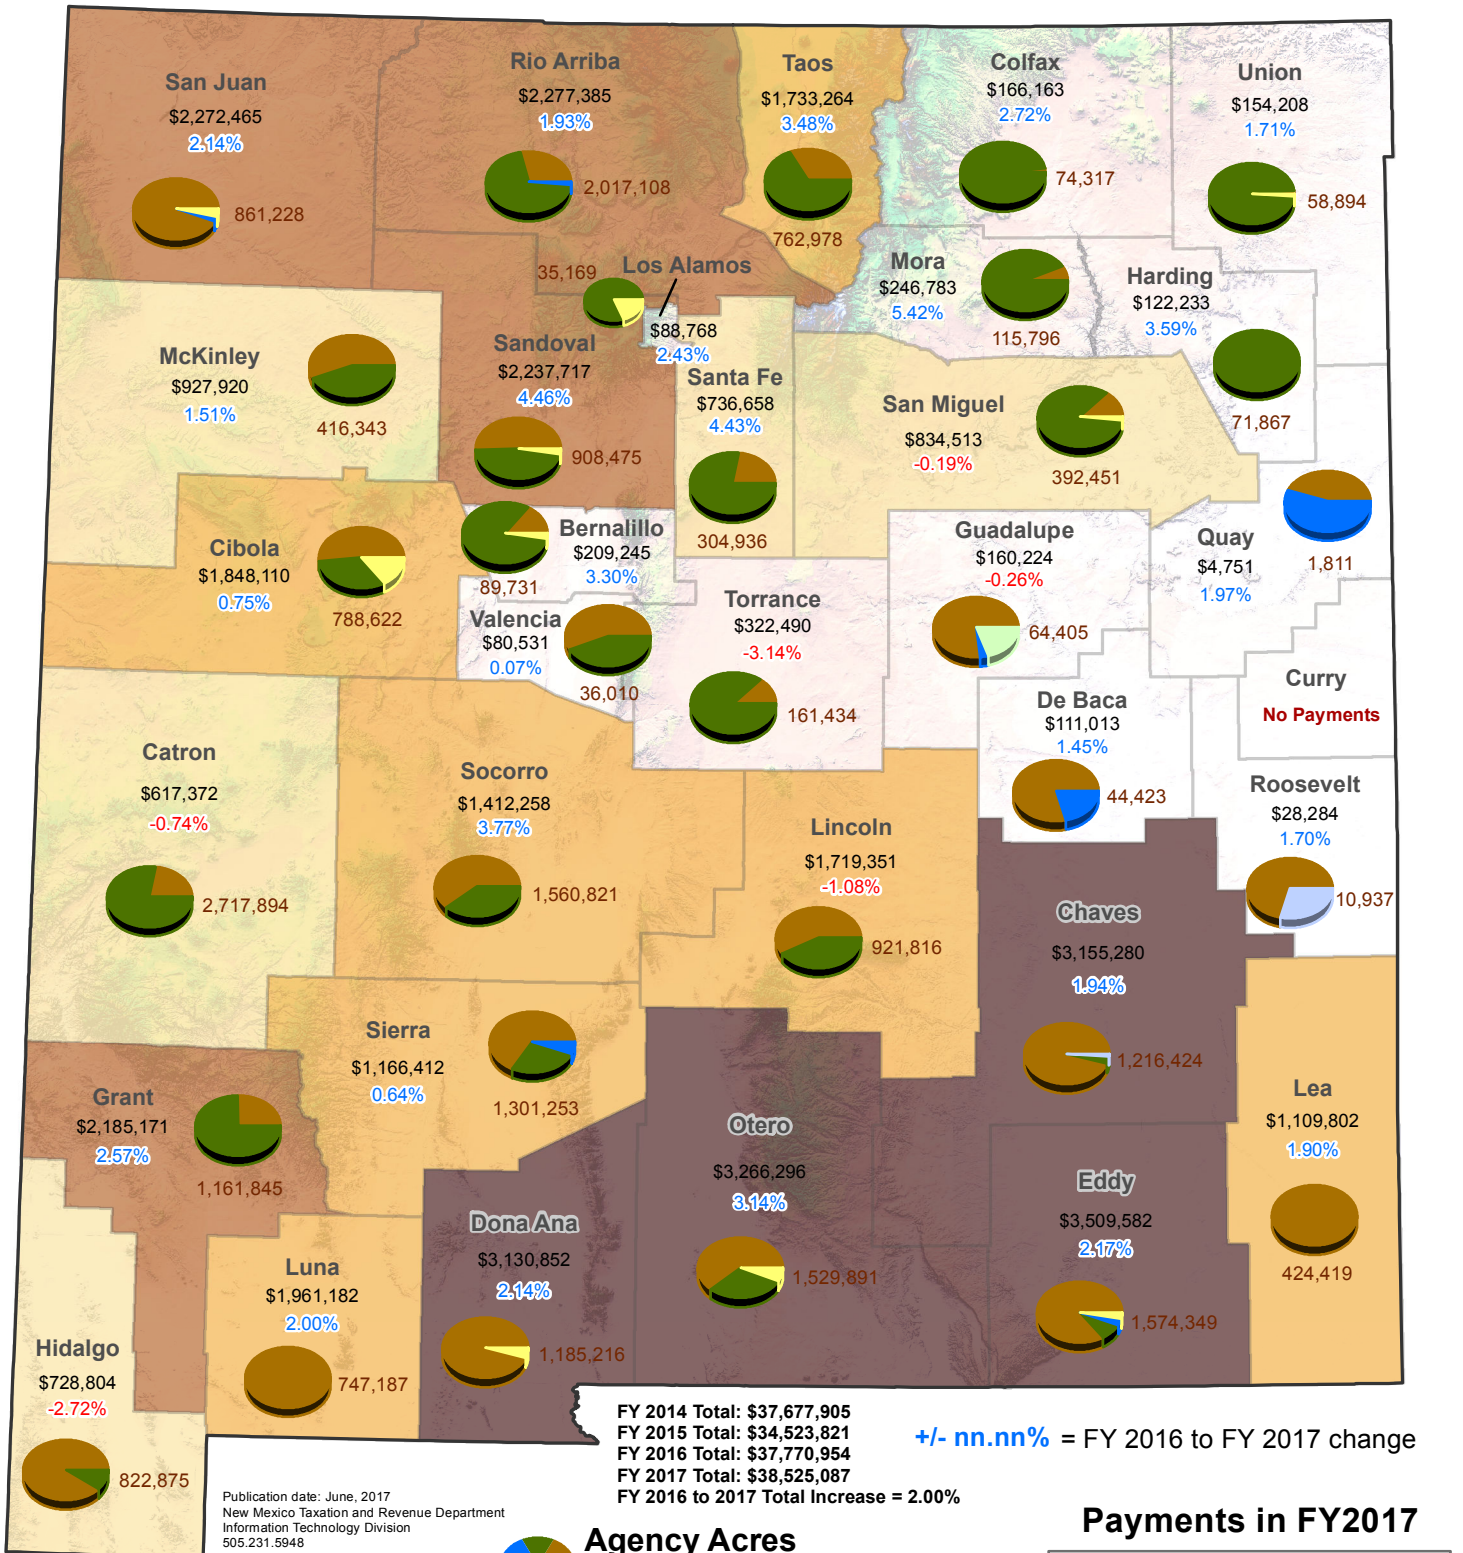 San Juan
$2,272,465
2.14%
861,228
Rio Arriba
$2,277,385
1.93%
2,017,108
Taos
$1,733,264
3.48%
762,978
Colfax
$166,163
2.72%
74,317
Union
$154,208
1.71%
58,894
35,169
Los Alamos
$88,768
2.43%
Mora
$246,783
5.42%
115,796
Harding
$122,233
3.59%
71,867
McKinley
$927,920
1.51%
416,343
Sandoval
$2,237,717
4.46%
908,475
Santa Fe
$736,658
4.43%
304,936
San Miguel
$834,513
-0.19%
392,451
Cibola
$1,848,110
0.75%
788,622
Bernalillo
$209,245
3.30%
89,731
Valencia
$80,531
0.07%
36,010
Torrance
$322,490
-3.14%
161,434
Guadalupe
$160,224
-0.26%
64,405
Quay
$4,751
1.97%
1,811
Curry
No Payments
De Baca
$111,013
1.45%
44,423
Roosevelt
$28,284
1.70%
10,937
Catron
$617,372
-0.74%
2,717,894
Socorro
$1,412,258
3.77%
1,560,821
Lincoln
$1,719,351
-1.08%
921,816
Chaves
$3,155,280
1.94%
1,216,424
Sierra
$1,166,412
0.64%
1,301,253
Grant
$2,185,171
2.57%
1,161,845
Otero
$3,266,296
3.14%
1,529,891
Eddy
$3,509,582
2.17%
1,574,349
Lea
$1,109,802
1.90%
424,419
Dona Ana
$3,130,852
2.14%
1,185,216
Luna
$1,961,182
2.00%
747,187
Hidalgo
$728,804
-2.72%
822,875
FY 2014 Total: $37,677,905
FY 2015 Total: $34,523,821
FY 2016 Total: $37,770,954
FY 2017 Total: $38,525,087
FY 2016 to 2017 Total Increase = 2.00%
+/- nn.nn% = FY 2016 to FY 2017 change
Publication date: June, 2017
New Mexico Taxation and Revenue Department
Information Technology Division
505.231.5948
Agency Acres
Payments in FY2017